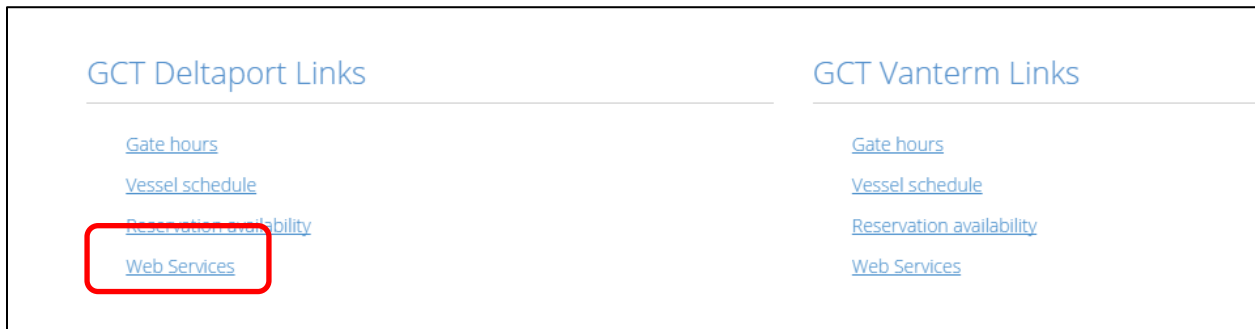 GCT Deltaport Links
Gate hours
Vessel schedule
Reservation availability
Web Services
GCT Vanterm Links
Gate hours
Vessel schedule
Reservation availability
Web Services